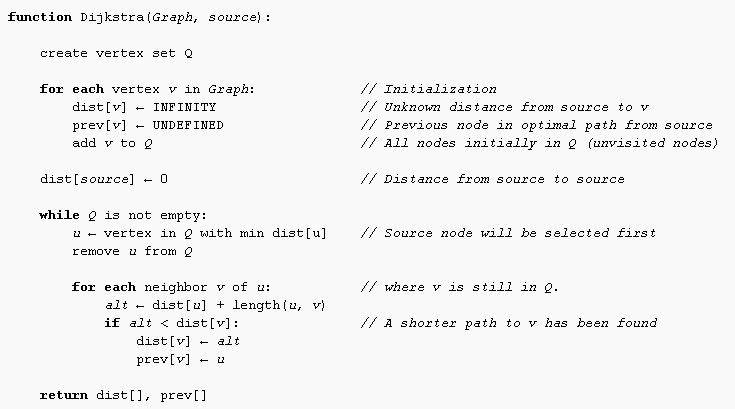 function Dijkstra(Graph, source):
create vertex set Q
for each vertex v in Graph: // Initialization
dist[v] ← INFINITY // Unknown distance from source to v
prev[v] ← UNDEFINED // Previous node in optimal path from source
add v to Q // All nodes initially in Q (unvisited nodes)
dist[source] ← 0 // Distance from source to source
while Q is not empty:
u ← vertex in Q with min dist[u] // Source node will be selected first
remove u from Q
for each neighbor v of u: // where v is still in Q.
alt ← dist[u] + length(u, v)
if alt < dist[v]: // A shorter path to v has been found
dist[v] ← alt
prev[v] ← u
return dist[], prev[]